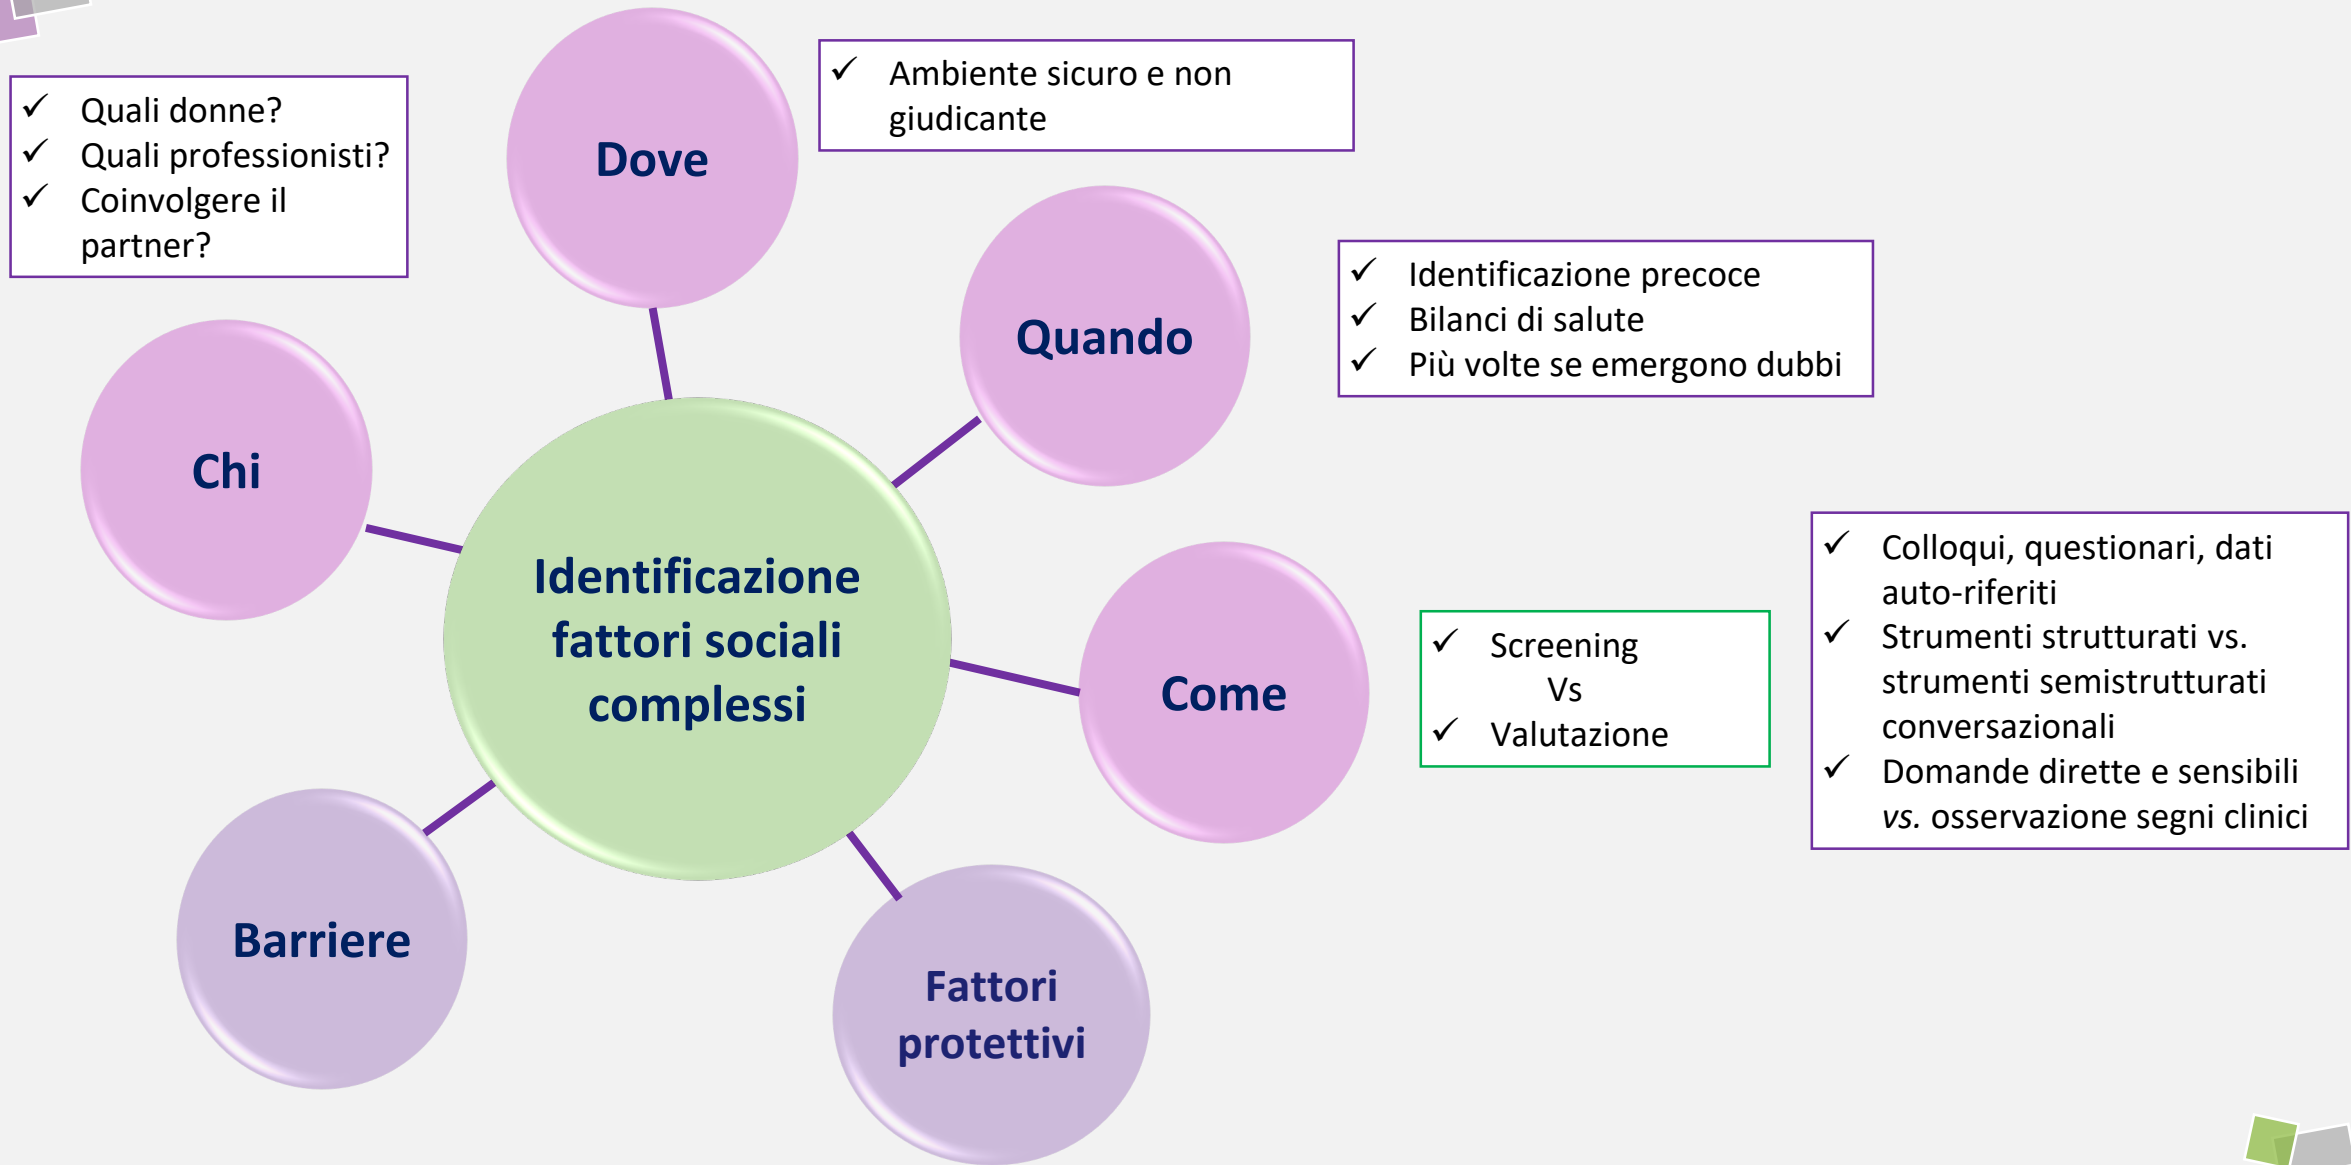 ✓ Quali donne?
✓ Quali professionisti?
✓ Coinvolgere il
partner?
Dove
✓ Ambiente sicuro e non
giudicante
Quando
✓ Identificazione precoce
✓ Bilanci di salute
✓ Più volte se emergono dubbi
Chi
Identificazione
fattori sociali
complessi
Come
✓ Screening
Vs
✓ Valutazione
✓ Colloqui, questionari, dati
auto-riferiti
✓ Strumenti strutturati vs.
strumenti semistrutturati
conversazionali
✓ Domande dirette e sensibili
vs. osservazione segni clinici
Barriere
Fattori
protettivi